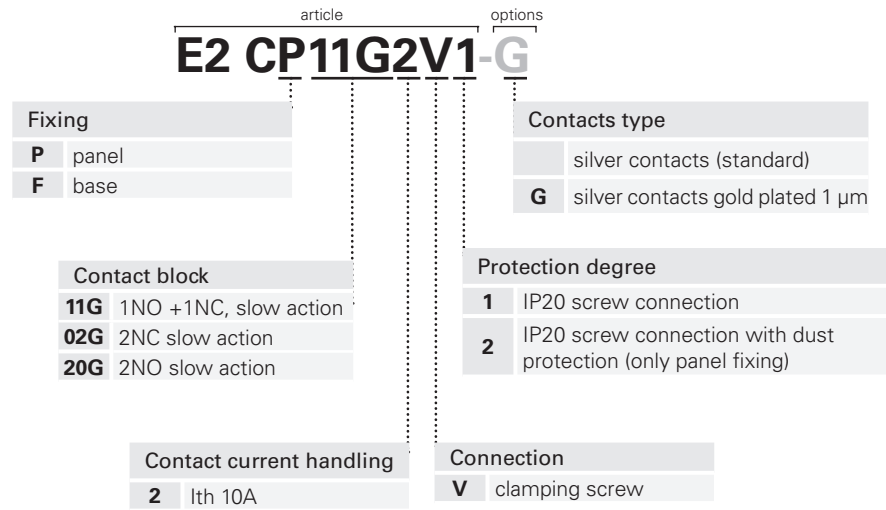 article options
E2 CP11G2V1-G
Fixing
P panel
F base
Contacts type
silver contacts (standard)
G silver contacts gold plated 1 µm
Contact block
11G 1NO +1NC, slow action
02G 2NC slow action
20G 2NO slow action
Protection degree
1 IP20 screw connection
2 IP20 screw connection with dust
protection (only panel fixing)
Contact current handling
2 Ith 10A
Connection
V clamping screw